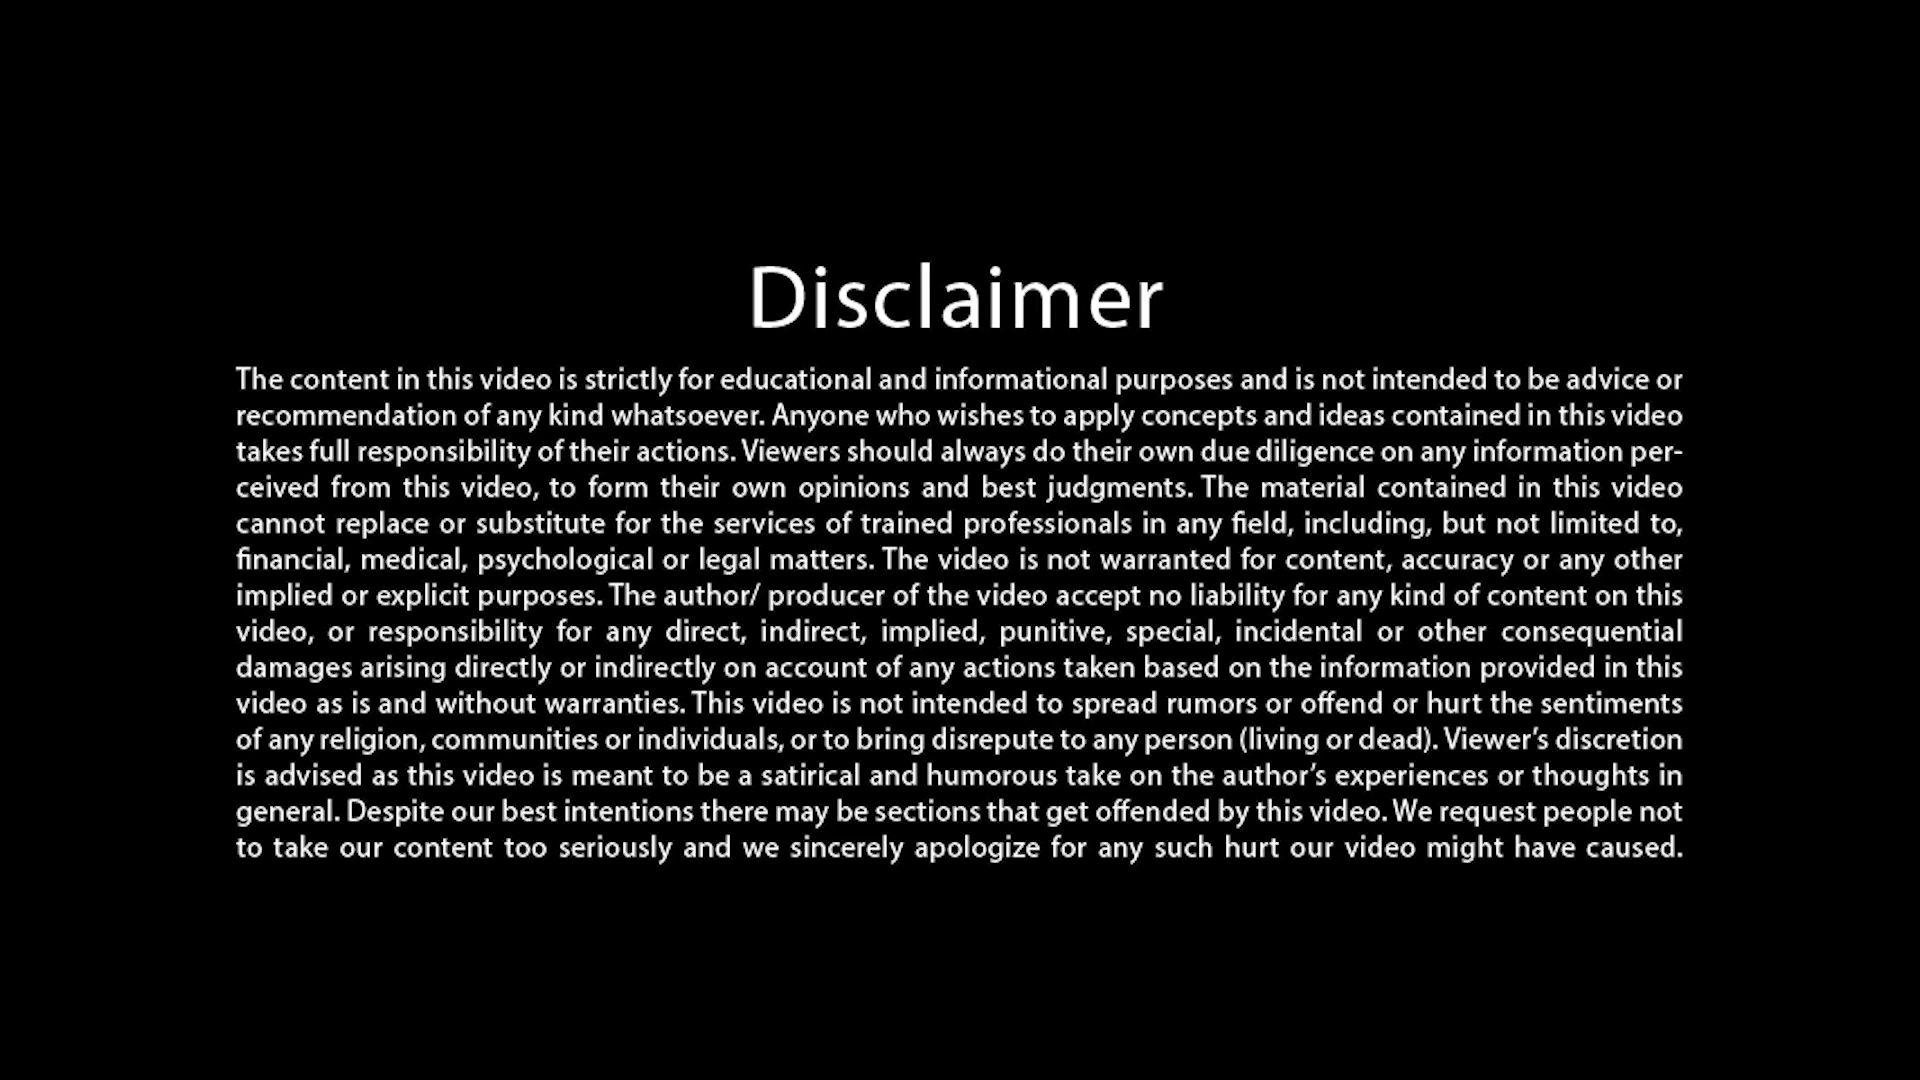 Disclaimer
The content in this video is strictly for educational and informational purposes and is not intended to be advice or
recommendation of any kind whatsoever. Anyone who wishes to apply concepts and ideas contained in this video
takes full responsibility of their actions. Viewers should always do their own due diligence on any information per-
ceived from this video, to form their own opinions and best judgments. The material contained in this video
cannot replace or substitute for the services of trained professionals in any field, including, but not limited to,
financial, medical, psychological or legal matters. The video is not warranted for content, accuracy or any other
implied or explicit purposes. The author/ producer of the video accept no liability for any kind of content on this
video, or responsibility for any direct, indirect, implied, punitive, special, incidental or other consequential
damages arising directly or indirectly on account of any actions taken based on the information provided in this
video as is and without warranties. This video is not intended to spread rumors or offend or hurt the sentiments
of any religion, communities or individuals, or to bring disrepute to any person (living or dead). Viewer’s discretion
is advised as this video is meant to be a satirical and humorous take on the author’s experiences or thoughts in
general. Despite our best intentions there may be sections that get offended by this video. We request people not
to take our content too seriously and we sincerely apologize for any such hurt our video might have caused.